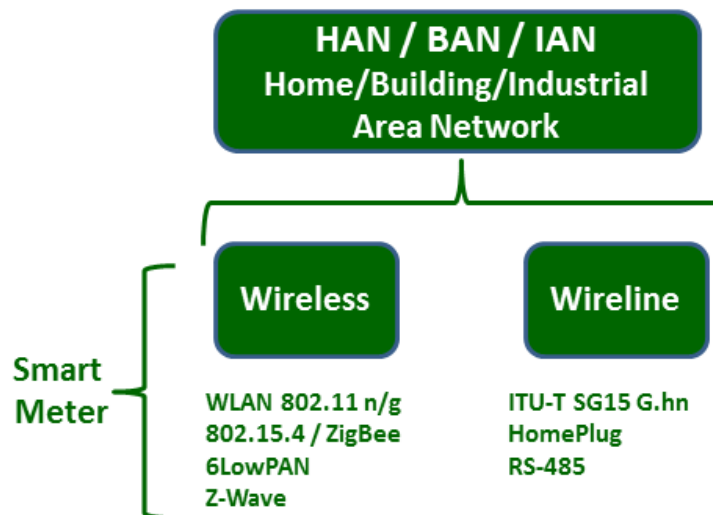 HAN / BAN / IAN
Home/Building/Industrial
Area Network
Wireless
Wireline
Smart
Meter
WLAN 802.11 n/g
802.15.4 / ZigBee
6LowPAN
Z-Wave
ITU-T SG15 G.hn
HomePlug
RS-485